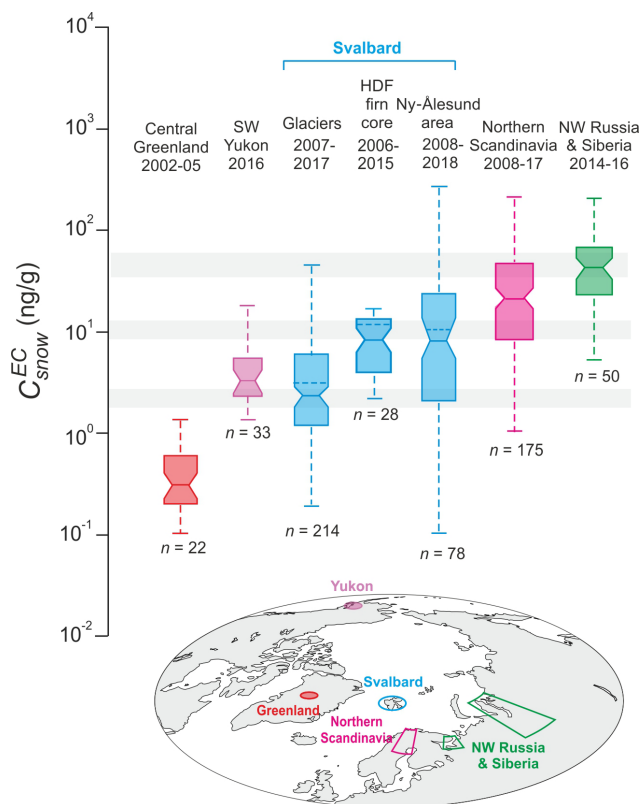 Svalbard
10^4
10^3
10^2
10^1
10^0
10^-1
10^-2
C^EC_snow (ng/g)
Central
Greenland
2002-05
SW
Yukon
2016
Glaciers
2007-
2017
HDF
firn
core
2006-
2015
Ny-Ålesund
area
2008-
2018
Northern
Scandinavia
2008-17
NW Russia
& Siberia
2014-16
n = 22
n = 33
n = 214
n = 28
n = 78
n = 175
n = 50
Yukon
Svalbard
Greenland
Northern
Scandinavia
NW Russia
& Siberia